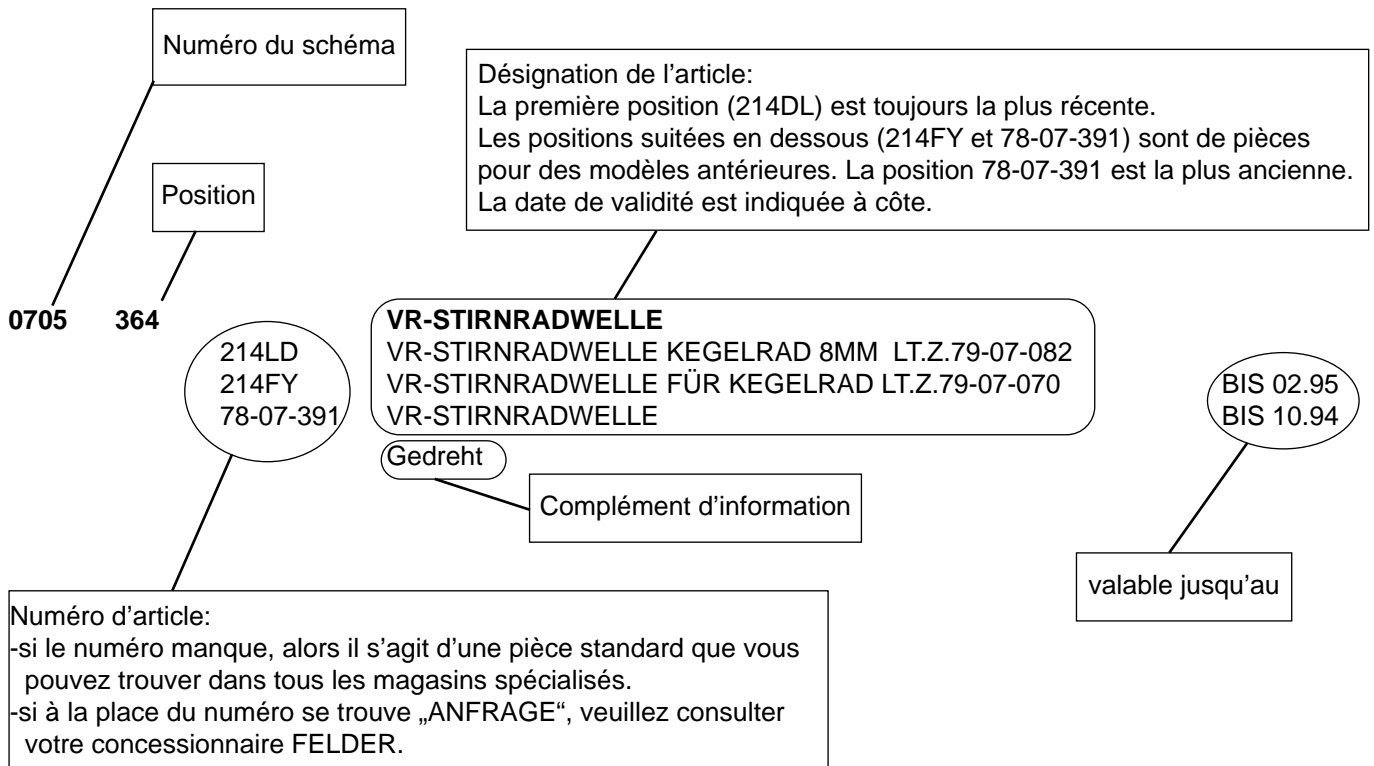 Numéro du schéma
Désignation de l’article:
La première position (214DL) est toujours la plus récente.
Les positions suitées en dessous (214FY et 78-07-391) sont de pièces
pour des modèles antérieures. La position 78-07-391 est la plus ancienne.
La date de validité est indiquée à côte.
Position
0705 364 VR-STIRNRADWELLE
214LD VR-STIRNRADWELLE KEGELRAD 8MM LT.Z.79-07-082
214FY VR-STIRNRADWELLE FÜR KEGELRAD LT.Z.79-07-070 BIS 02.95
78-07-391 VR-STIRNRADWELLE BIS 10.94
Gedreht
Complément d’information
valable jusqu'au
Numéro d’article:
-si le numéro manque, alors il s’agit d’une pièce standard que vous
pouvez trouver dans tous les magasins spécialisés.
-si à la place du numéro se trouve „ANFRAGE“, veuillez consulter
votre concessionnaire FELDER.